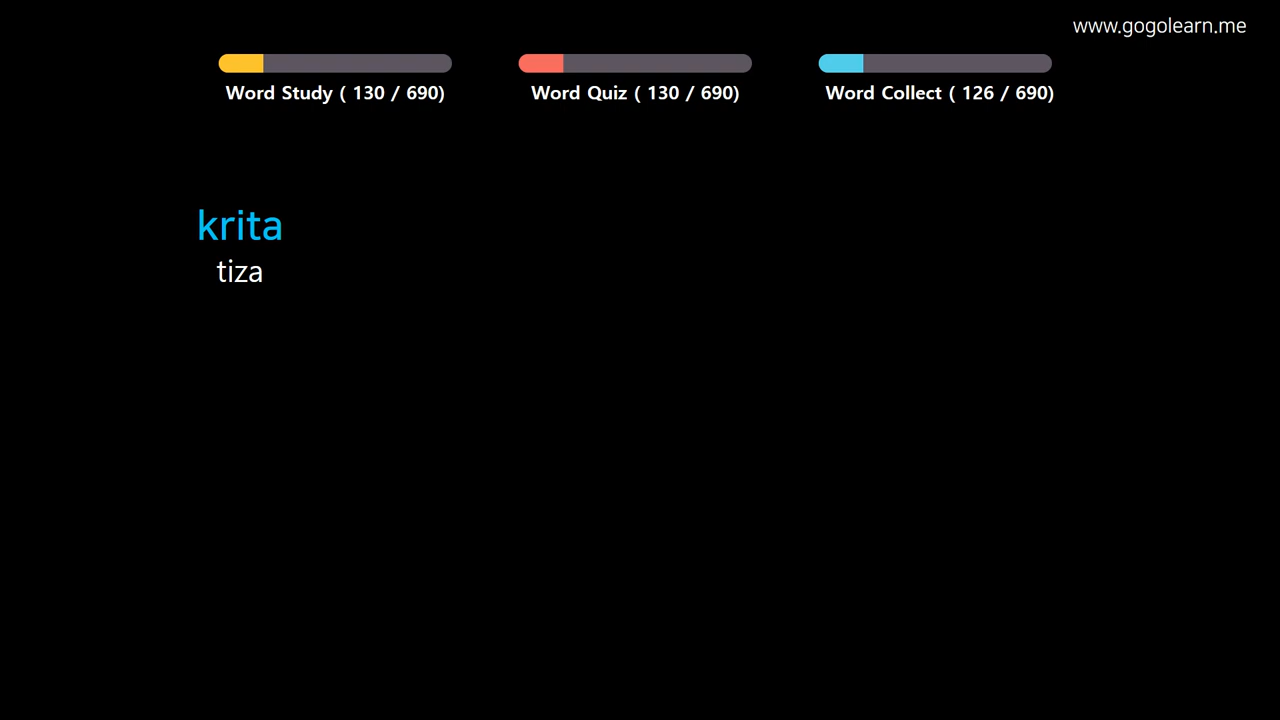 www.gogolearn.me
Word Study ( 130 / 690)
Word Quiz ( 130 / 690)
Word Collect ( 126 / 690)
krita
tiza